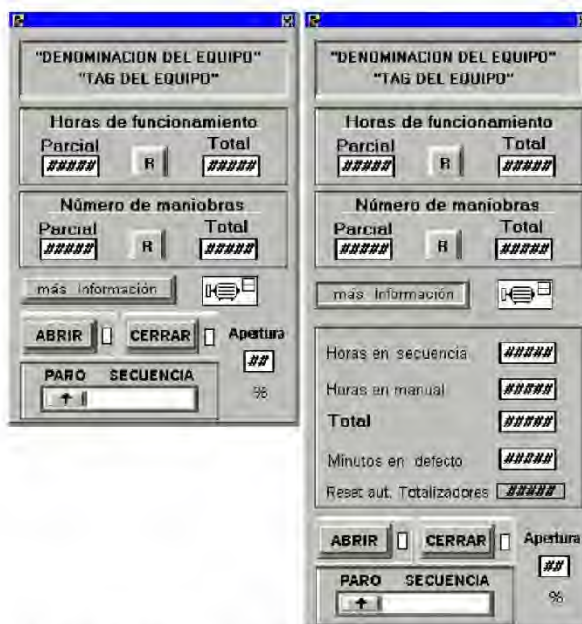 "DENOMINACION DEL EQUIPO"
"TAG DEL EQUIPO"
Horas de funcionamiento
Parcial Total
##### R #####
Número de maniobras
Parcial Total
##### R #####
más información
ABRIR CERRAR Apertura
##
PARO SECUENCIA
%
"DENOMINACION DEL EQUIPO"
"TAG DEL EQUIPO"
Horas de funcionamiento
Parcial Total
##### R #####
Número de maniobras
Parcial Total
##### R #####
más información
Horas en secuencia #####
Horas en manual #####
Total #####
Minutos en defecto #####
Reset aut. Totalizadores #####
ABRIR CERRAR Apertura
##
PARO SECUENCIA
%